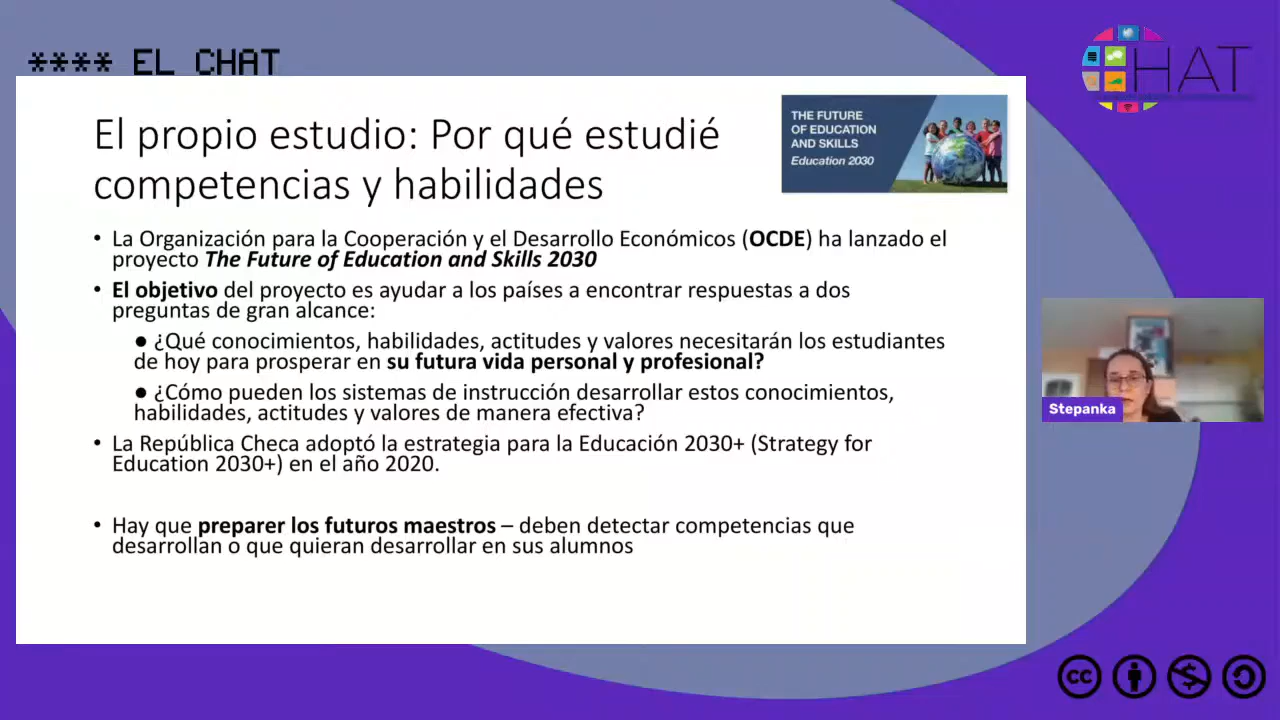 **** EL CHAT
HAT
El propio estudio: Por qué estudié
competencias y habilidades
THE FUTURE
OF EDUCATION
AND SKILLS
Education 2030
• La Organización para la Cooperación y el Desarrollo Económicos (OCDE) ha lanzado el
proyecto The Future of Education and Skills 2030
• El objetivo del proyecto es ayudar a los países a encontrar respuestas a dos
preguntas de gran alcance:
● ¿Qué conocimientos, habilidades, actitudes y valores necesitarán los estudiantes
de hoy para prosperar en su futura vida personal y profesional?
● ¿Cómo pueden los sistemas de instrucción desarrollar estos conocimientos,
habilidades, actitudes y valores de manera efectiva?
• La República Checa adoptó la estrategia para la Educación 2030+ (Strategy for
Education 2030+) en el año 2020.
• Hay que preparer los futuros maestros – deben detectar competencias que
desarrollan o que quieran desarrollar en sus alumnos
Stepanka
cc